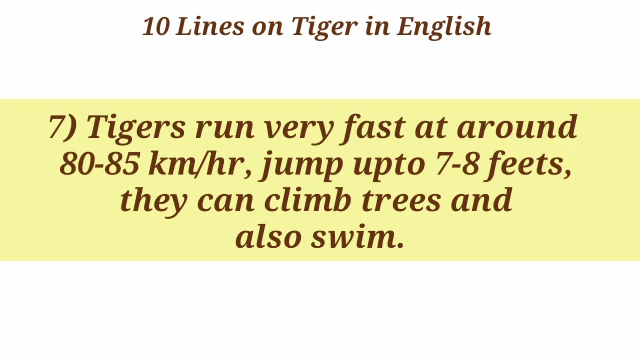 10 Lines on Tiger in English
7) Tigers run very fast at around
80-85 km/hr, jump upto 7-8 feets,
they can climb trees and
also swim.